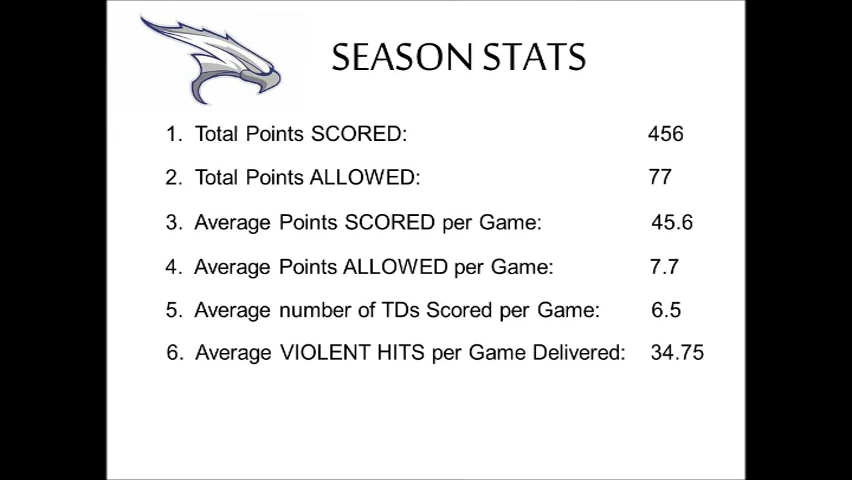 SEASON STATS
1. Total Points SCORED: 456
2. Total Points ALLOWED: 77
3. Average Points SCORED per Game: 45.6
4. Average Points ALLOWED per Game: 7.7
5. Average number of TDs Scored per Game: 6.5
6. Average VIOLENT HITS per Game Delivered: 34.75